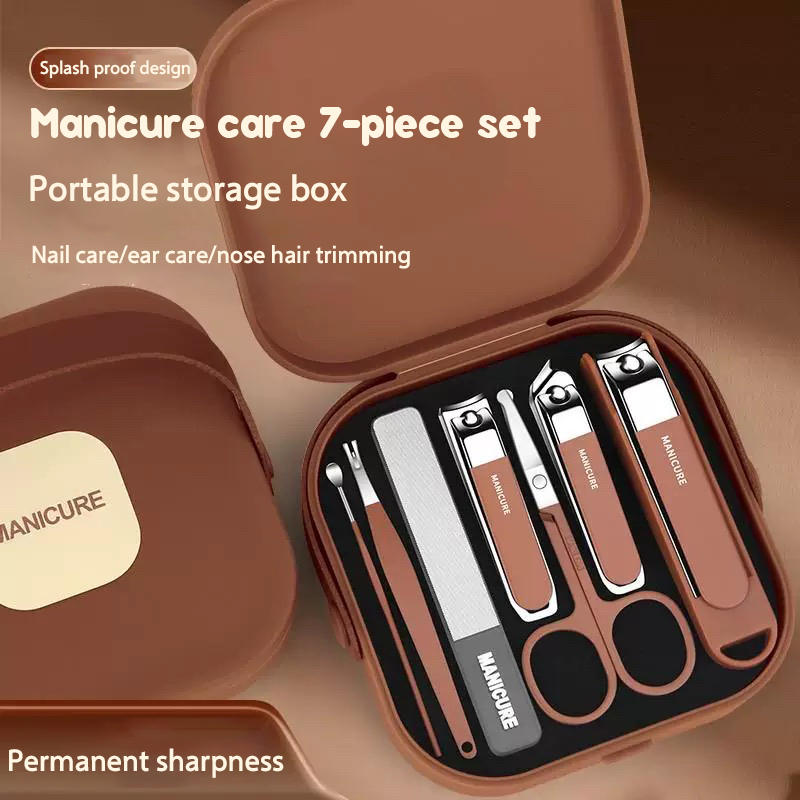 Splash proof design
Manicure care 7-piece set
Portable storage box
Nail care/ear care/nose hair trimming
MANICURE
MANICURE
MANICURE
MANICURE
MANICURE
Permanent sharpness